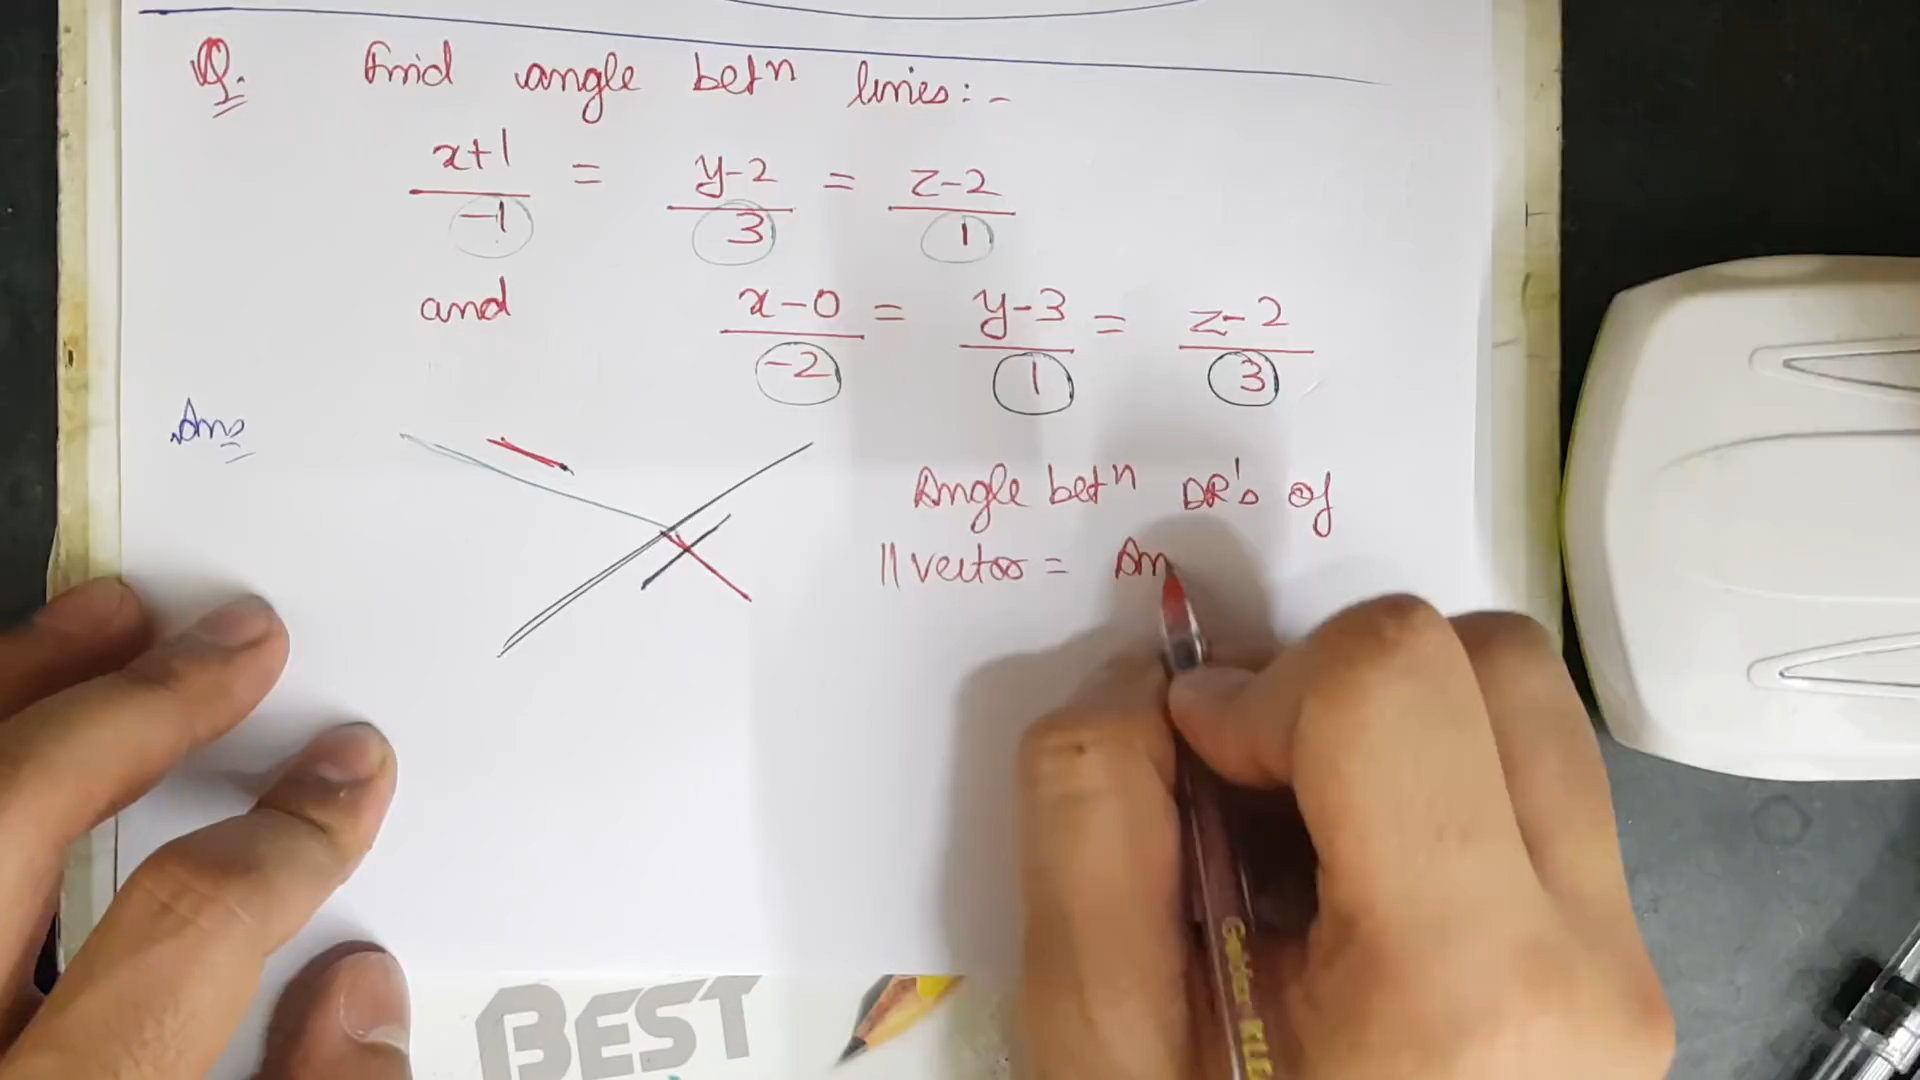 Q. Find angle betn lines:-
x+1/-1 = y-2/3 = z-2/1
and x-0/-2 = y-3/1 = z-2/3
Ans
Angle betn DR's of
|| vector = An
BEST